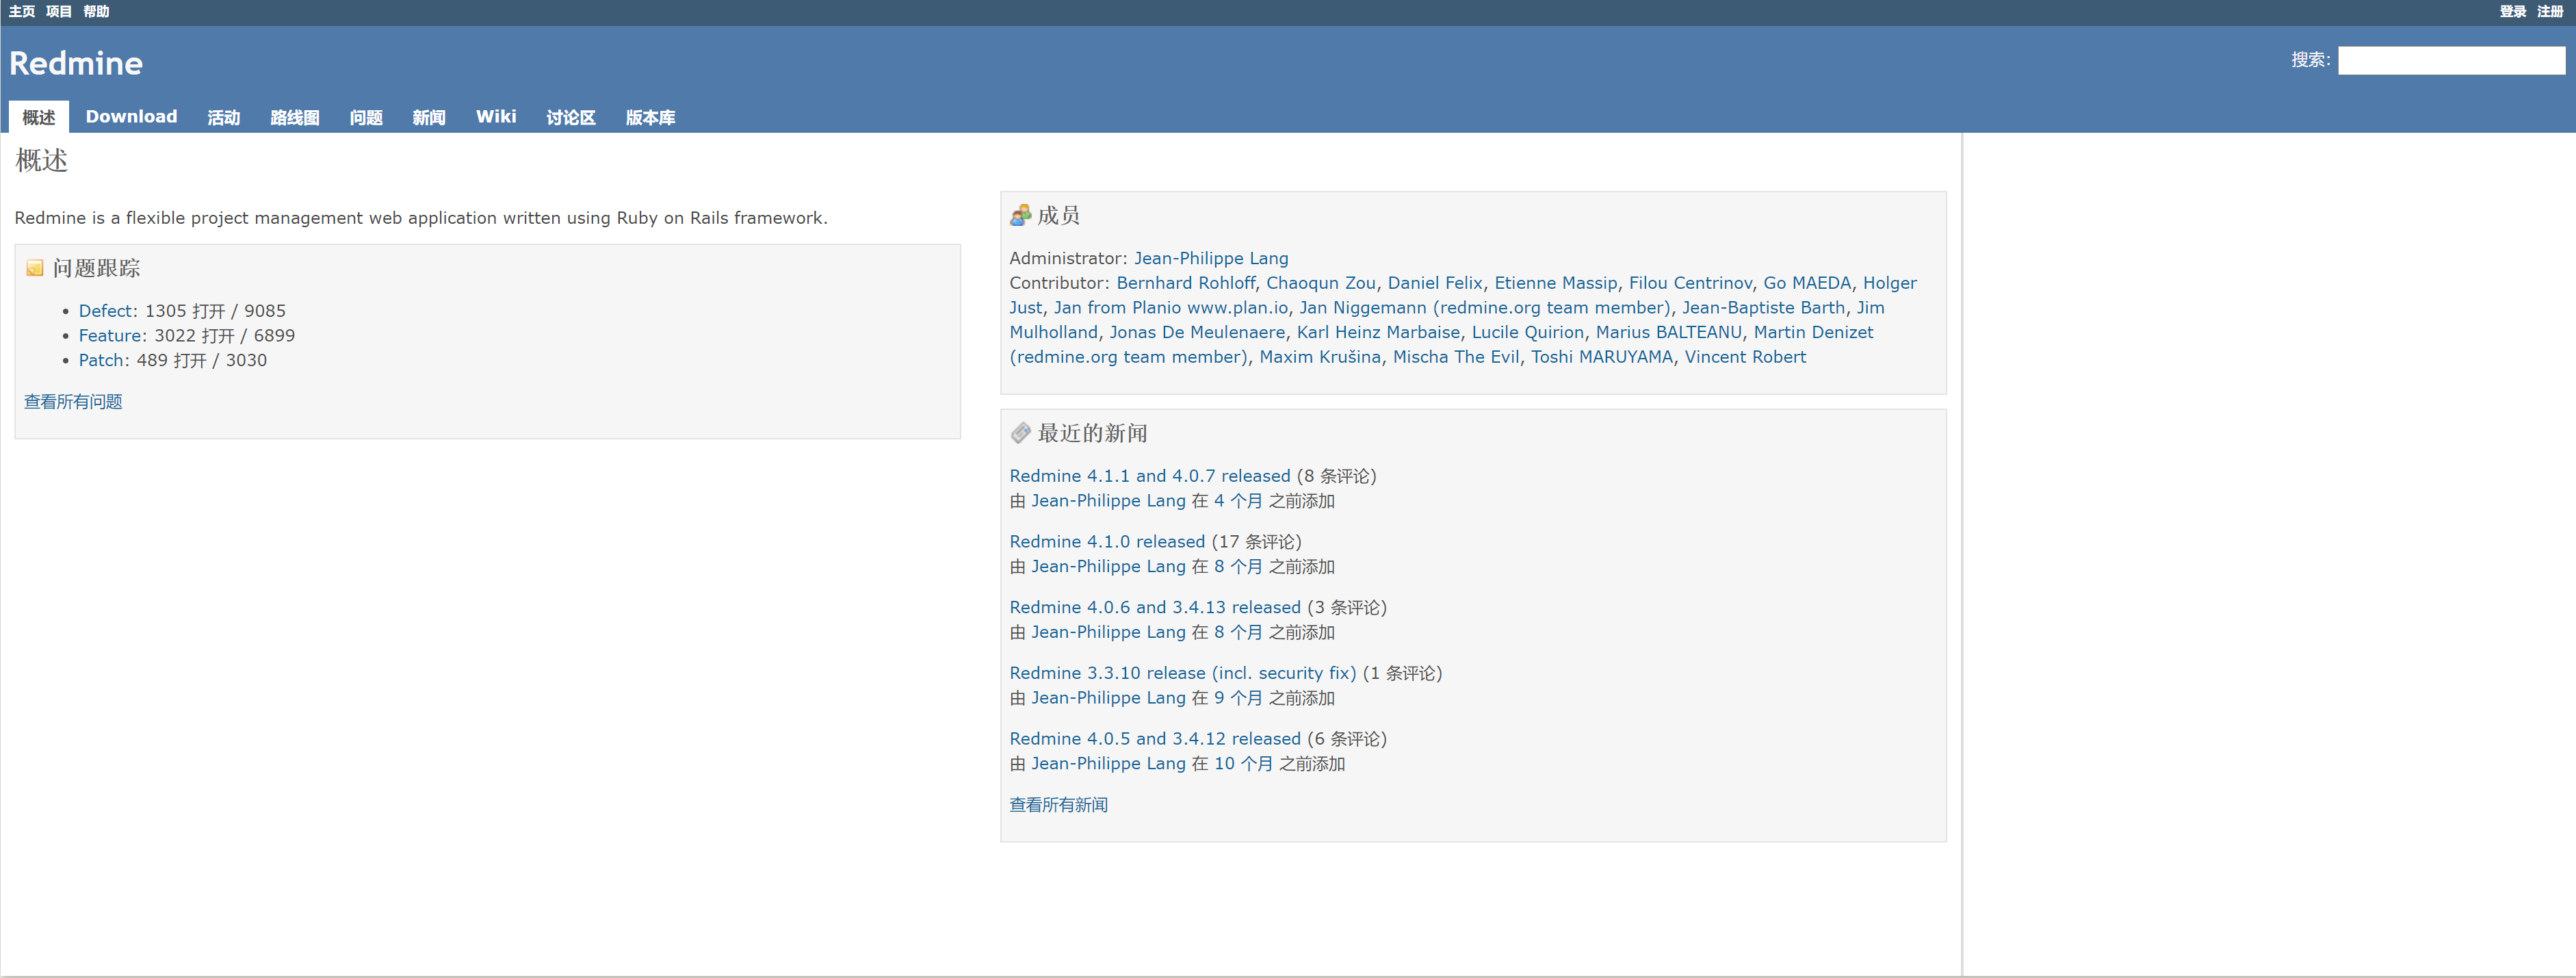 主页 项目 帮助
登录 注册
Redmine
搜索:
概述 Download 活动 路线图 问题 新闻 Wiki 讨论区 版本库
概述
Redmine is a flexible project management web application written using Ruby on Rails framework.
问题跟踪
• Defect: 1305 打开 / 9085
• Feature: 3022 打开 / 6899
• Patch: 489 打开 / 3030
查看所有问题
成员
Administrator: Jean-Philippe Lang
Contributor: Bernhard Rohloff, Chaoqun Zou, Daniel Felix, Etienne Massip, Filou Centrinov, Go MAEDA, Holger
Just, Jan from Planio www.plan.io, Jan Niggemann (redmine.org team member), Jean-Baptiste Barth, Jim
Mulholland, Jonas De Meulenaere, Karl Heinz Marbaise, Lucile Quirion, Marius BALTEANU, Martin Denizet
(redmine.org team member), Maxim Krušina, Mischa The Evil, Toshi MARUYAMA, Vincent Robert
最近的新闻
Redmine 4.1.1 and 4.0.7 released (8 条评论)
由 Jean-Philippe Lang 在 4 个月 之前添加
Redmine 4.1.0 released (17 条评论)
由 Jean-Philippe Lang 在 8 个月 之前添加
Redmine 4.0.6 and 3.4.13 released (3 条评论)
由 Jean-Philippe Lang 在 8 个月 之前添加
Redmine 3.3.10 release (incl. security fix) (1 条评论)
由 Jean-Philippe Lang 在 9 个月 之前添加
Redmine 4.0.5 and 3.4.12 released (6 条评论)
由 Jean-Philippe Lang 在 10 个月 之前添加
查看所有新闻